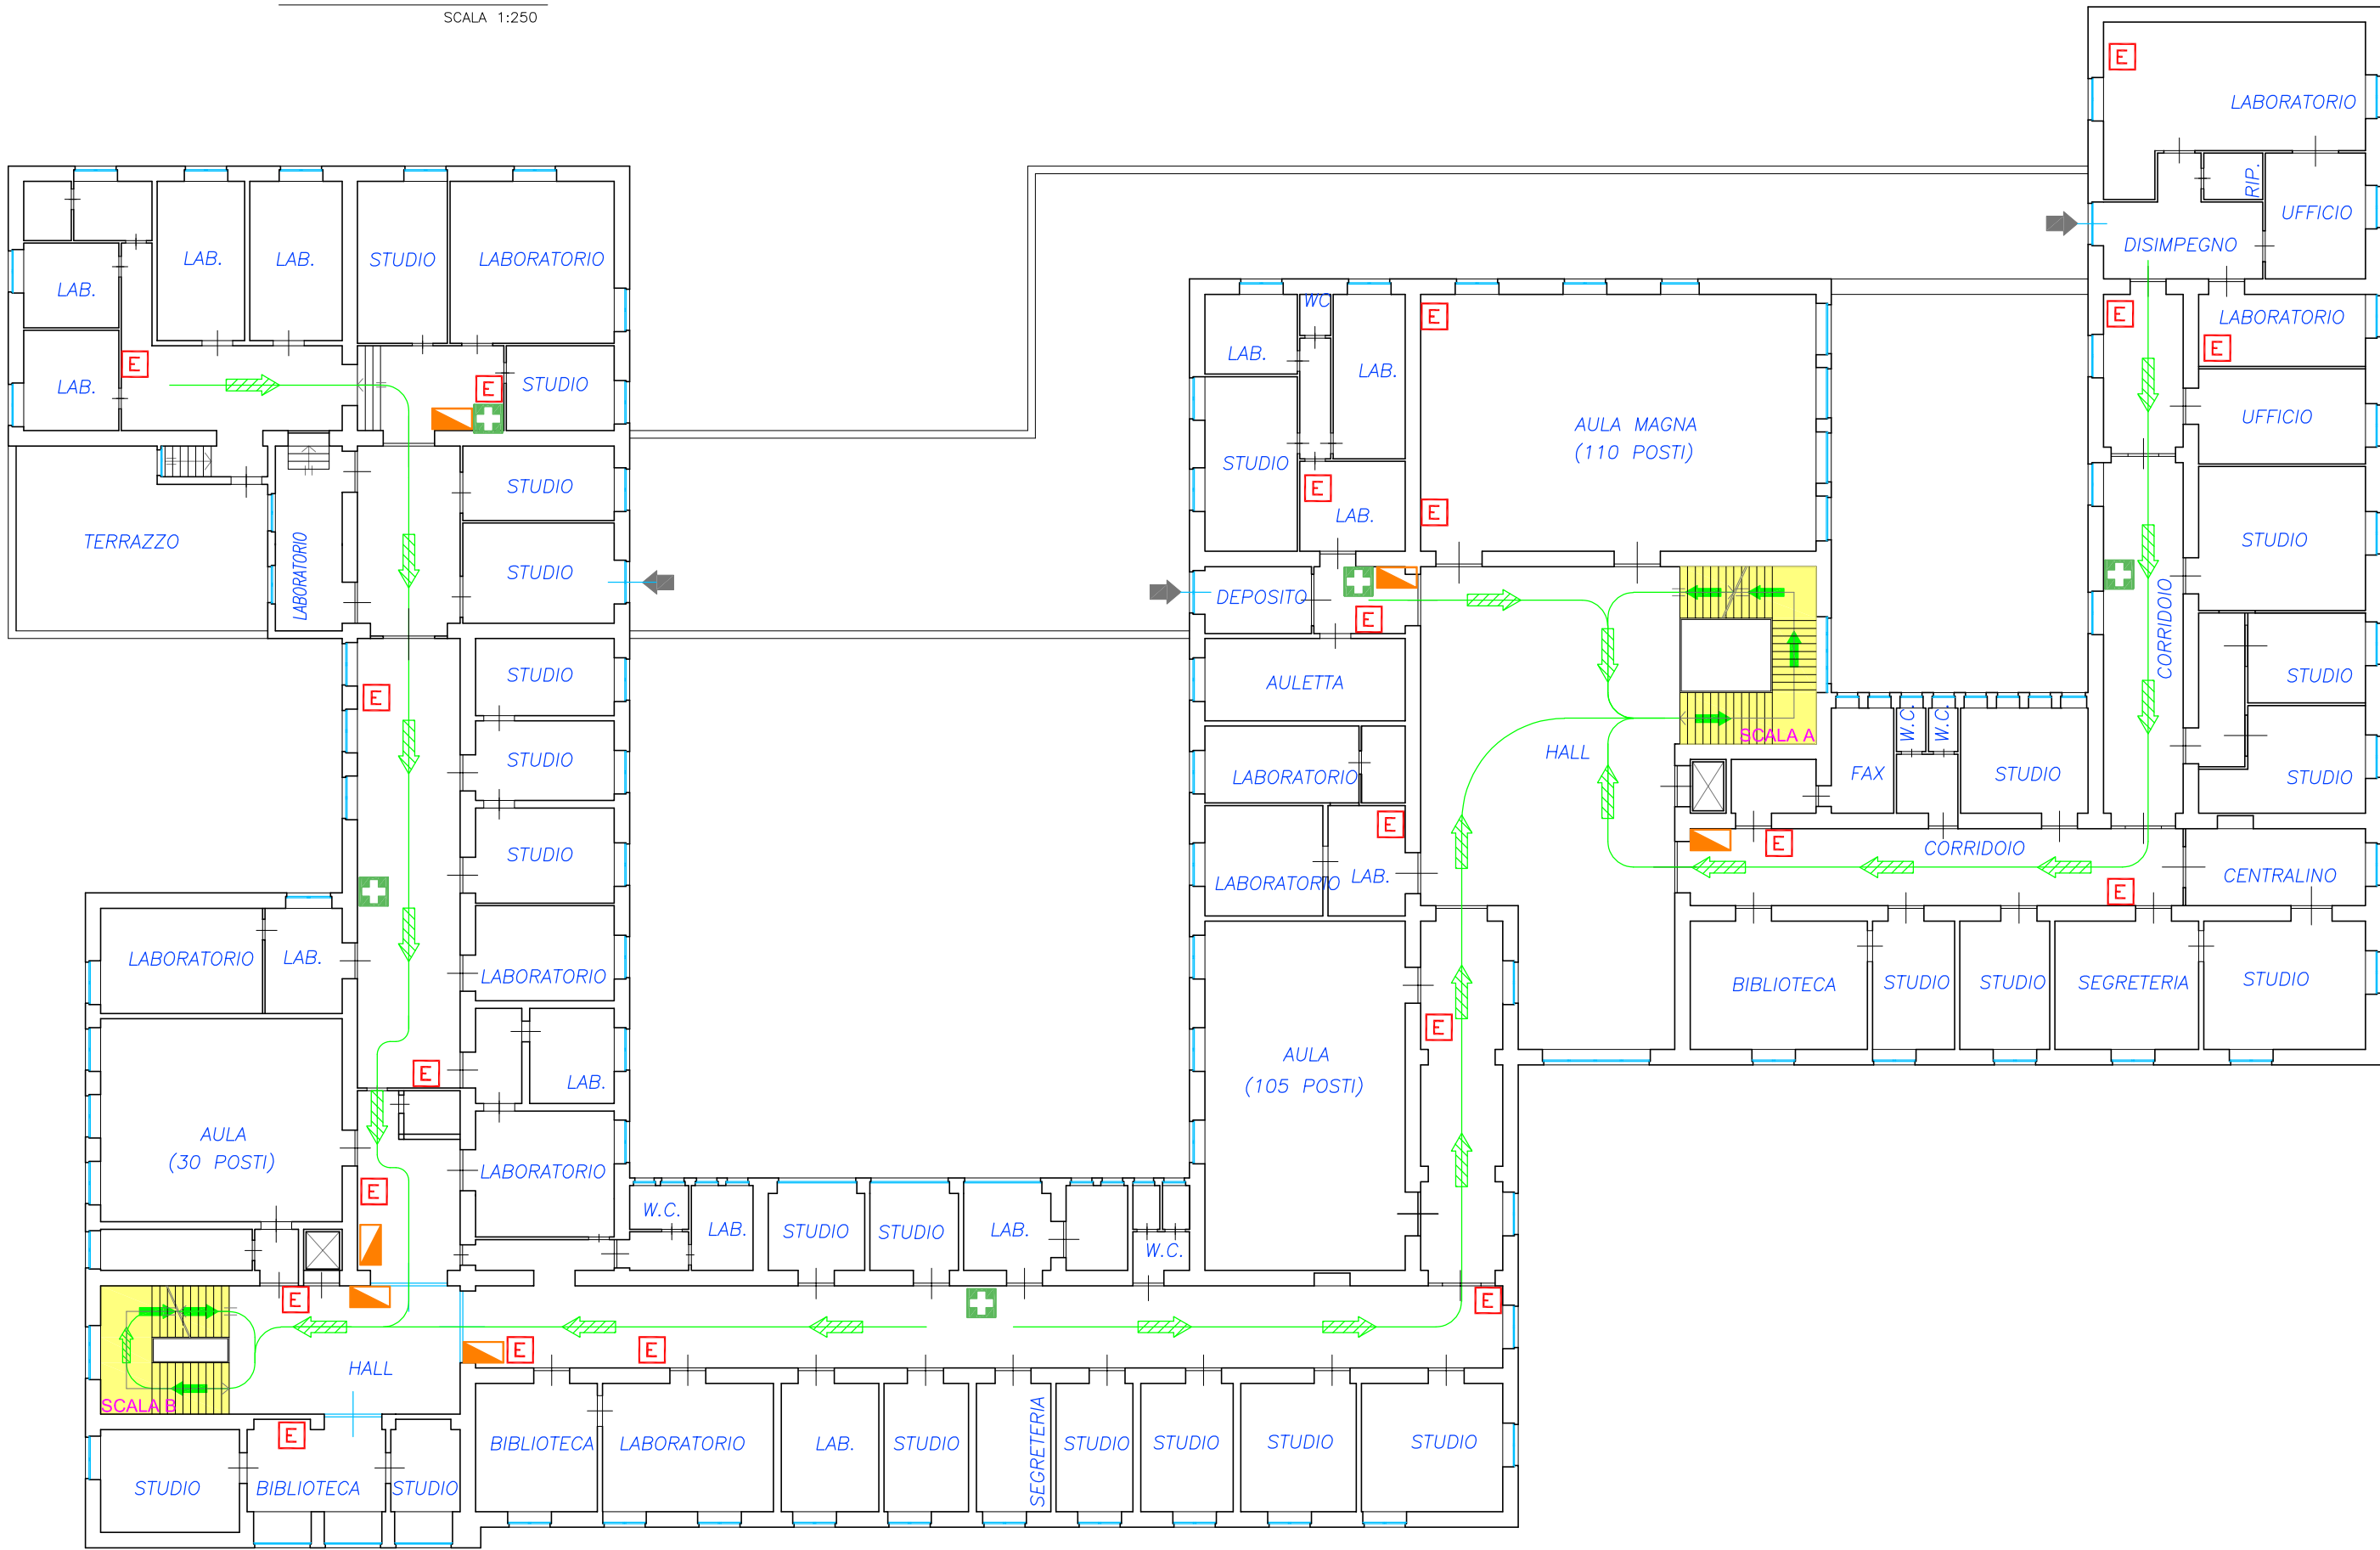 SCALA 1:250
E
LABORATORIO
RIP.
UFFICIO
DISIMPEGNO
LAB.
LAB.
STUDIO
LABORATORIO
LAB.
LAB.
E
E
STUDIO
STUDIO
STUDIO
TERRAZZO
LABORATORIO
WC
LAB.
LAB.
STUDIO
E
LAB.
E
AULA MAGNA
(110 POSTI)
E
E
LABORATORIO
E
UFFICIO
STUDIO
CORRIDOIO
STUDIO
STUDIO
DEPOSITO
E
AULETTA
LABORATORIO
E
LABORATORIO
LAB.
HALL
SCALA A
FAX
W.C.
W.C.
STUDIO
E
CORRIDOIO
E
CENTRALINO
BIBLIOTECA
STUDIO
STUDIO
SEGRETERIA
STUDIO
E
STUDIO
STUDIO
STUDIO
LABORATORIO
LABORATORIO
LAB.
E
LAB.
AULA
(30 POSTI)
E
LABORATORIO
AULA
(105 POSTI)
E
W.C.
LAB.
STUDIO
STUDIO
LAB.
W.C.
E
E
E
E
HALL
SCALA B
E
STUDIO
BIBLIOTECA
STUDIO
BIBLIOTECA
LABORATORIO
LAB.
STUDIO
SEGRETERIA
STUDIO
STUDIO
STUDIO
STUDIO